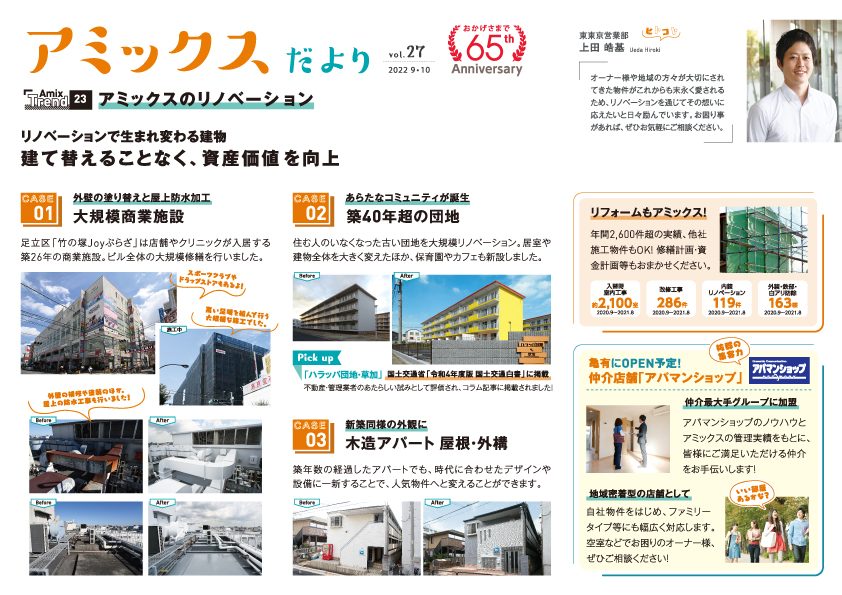 アミックスだより
vol.27
2022 9・10
おかげさまで
65th
Anniversary
東東京営業部
上田 皓基 Ueda Hiroki
ヒトコト
オーナー様や地域の方々が大切にされ
てきた物件がこれからも末永く愛される
ため、リノベーションを通じてその想いに
応えたいと日々励んでいます。お困り事
があれば、ぜひお気軽にご相談ください。
Amix Trend 23 アミックスのリノベーション
リノベーションで生まれ変わる建物
建て替えることなく、資産価値を向上
CASE 01
外壁の塗り替えと屋上防水加工
大規模商業施設
足立区「竹の塚Joyぷらざ」は店舗やクリニックが入居する
築26年の商業施設。ビル全体の大規模修繕を行いました。
スポーツクラブや
ドラッグストアもあるよ!
高い足場を組んで行う
大規模な施工でした。
施工中
外壁の補修や塗装のほか、
屋上の防水工事も行いました!
Before
After
Before
After
CASE 02
あらたなコミュニティが誕生
築40年超の団地
住む人のいなくなった古い団地を大規模リノベーション。居室や
建物全体を大きく変えたほか、保育園やカフェも新設しました。
Before
After
Pick up
「ハラッパ団地・草加」 国土交通省「令和4年度版 国土交通白書」に掲載
不動産・管理業者のあたらしい試みとして評価され、コラム記事に掲載されました!
CASE 03
新築同様の外観に
木造アパート 屋根・外構
築年数の経過したアパートでも、時代に合わせたデザインや
設備に一新することで、人気物件へと変えることができます。
Before
After
リフォームもアミックス!
年間2,600件超の実績、他社
施工物件もOK! 修繕計画・資
金計画等もおまかせください。
入替時
室内工事
約2,100室
2020.9〜2021.8
改修工事
286件
2020.9〜2021.8
内装
リノベーション
119件
2020.9〜2021.8
外装・鉄部・
白アリ防除
163棟
2020.9〜2021.8
亀有にOPEN予定!
仲介店舗「アパマンショップ」
抜群の
集客力
アパマンショップ
仲介最大手グループに加盟
アパマンショップのノウハウと
アミックスの管理実績をもとに、
皆様にご満足いただける仲介
をお手伝いします!
地域密着型の店舗として
自社物件をはじめ、ファミリー
タイプ等にも幅広く対応します。
空室などでお困りのオーナー様、
ぜひご相談ください!
いい部屋
あるかな?